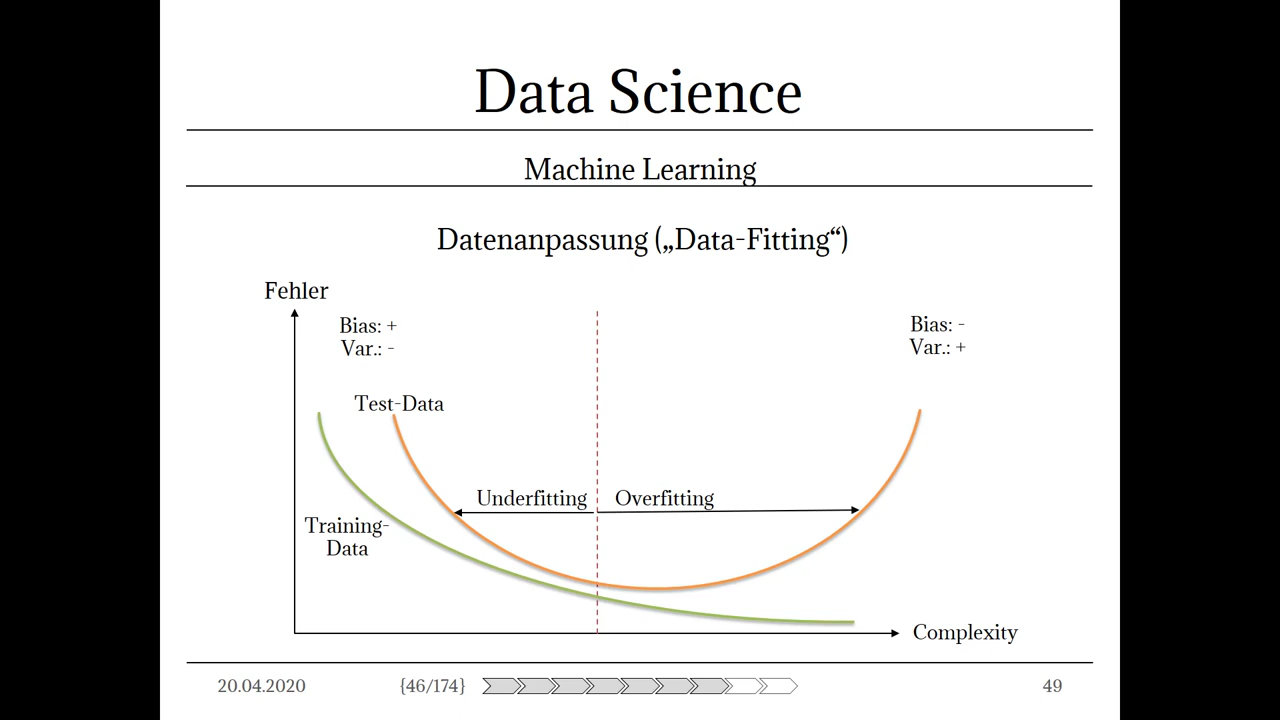 Data Science
Machine Learning
Datenanpassung („Data-Fitting“)
Fehler
Bias: +
Var.: -
Bias: -
Var.: +
Test-Data
Underfitting
Overfitting
Training-
Data
Complexity
20.04.2020
{46/174}
49